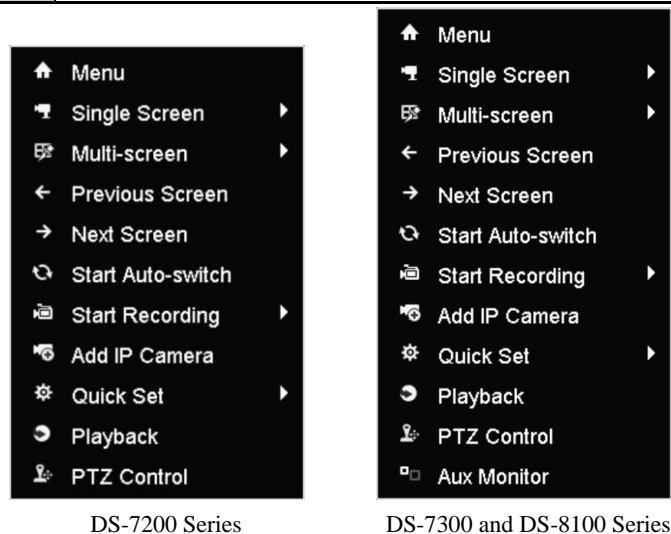 Menu
Single Screen
Multi-screen
Previous Screen
Next Screen
Start Auto-switch
Start Recording
Add IP Camera
Quick Set
Playback
PTZ Control
DS-7200 Series
Menu
Single Screen
Multi-screen
Previous Screen
Next Screen
Start Auto-switch
Start Recording
Add IP Camera
Quick Set
Playback
PTZ Control
Aux Monitor
DS-7300 and DS-8100 Series